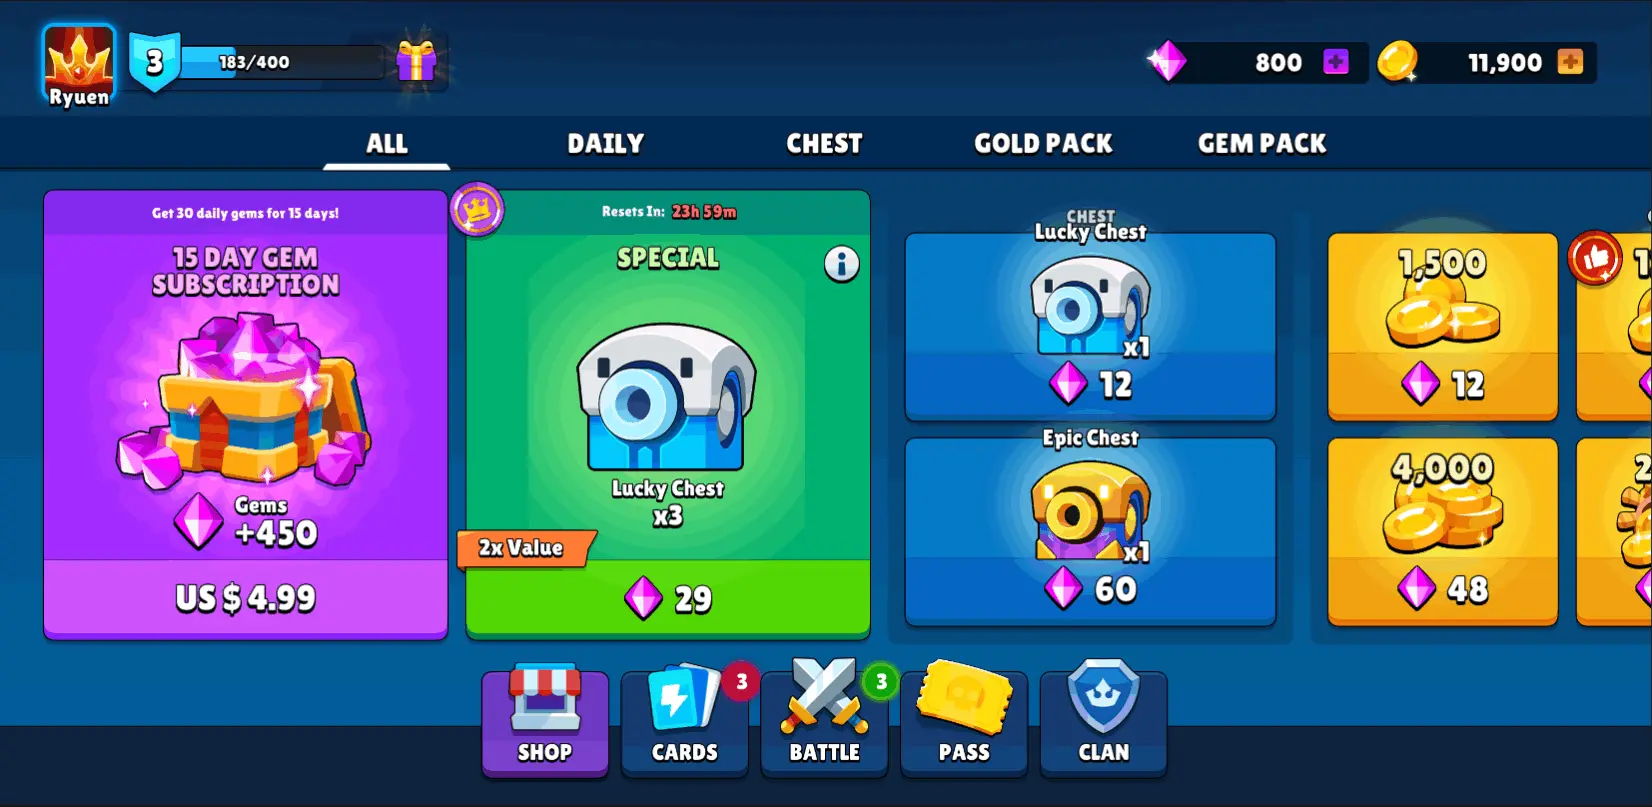 Ryuen
3
183/400
800
11,900
ALL
DAILY
CHEST
GOLD PACK
GEM PACK
Get 30 daily gems for 15 days!
15 DAY GEM
SUBSCRIPTION
Gems
+450
US $ 4.99
Resets In: 23h 59m
SPECIAL
Lucky Chest
x3
2x Value
29
CHEST
Lucky Chest
x1
12
Epic Chest
x1
60
1,500
12
4,000
48
SHOP
CARDS
3
BATTLE
3
PASS
CLAN